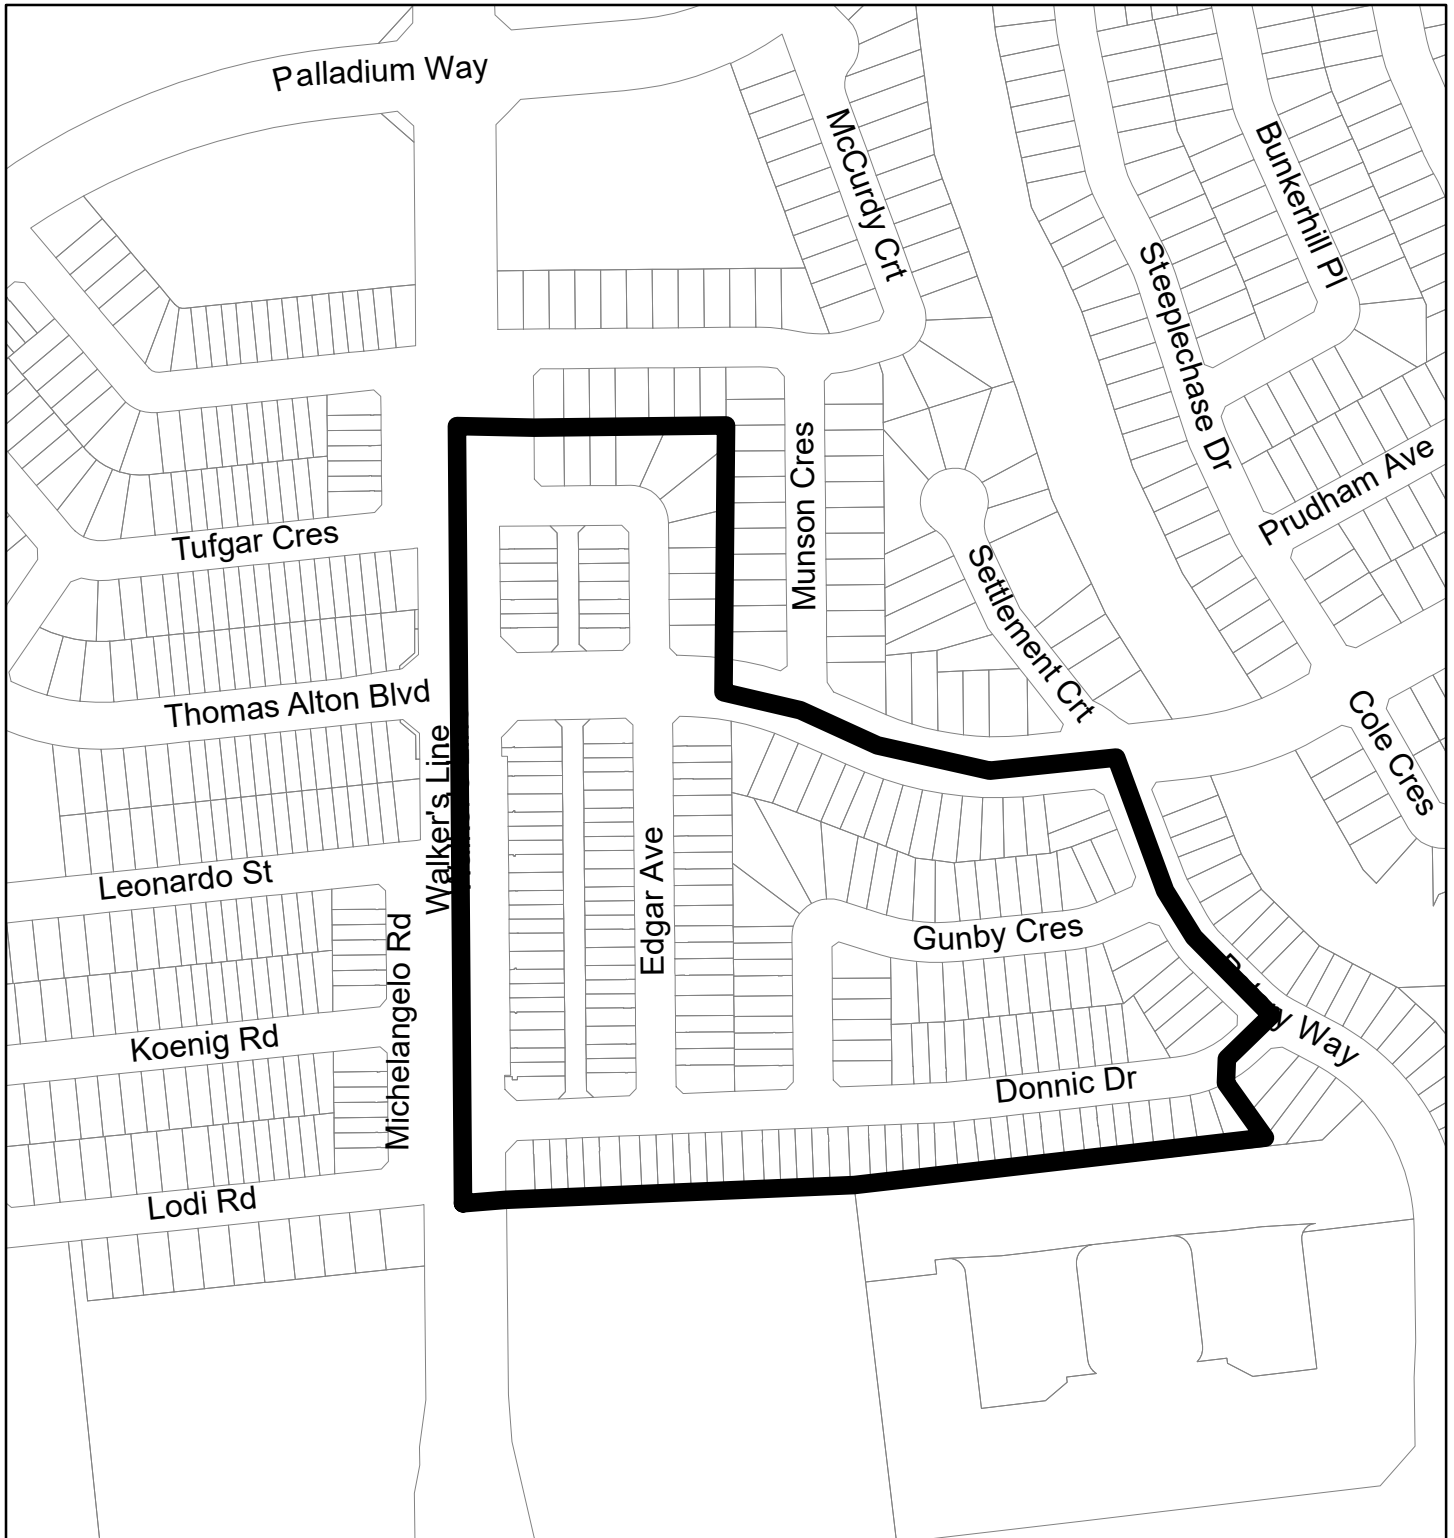 Palladium Way
McCurdy Crt
Bunkerhill Pl
Steeplechase Dr
Prudham Ave
Munson Cres
Tufgar Cres
Settlement Crt
Thomas Alton Blvd
Cole Cres
Walker's Line
Edgar Ave
Leonardo St
Gunby Cres
Way
Michelangelo Rd
Koenig Rd
Donnic Dr
Lodi Rd